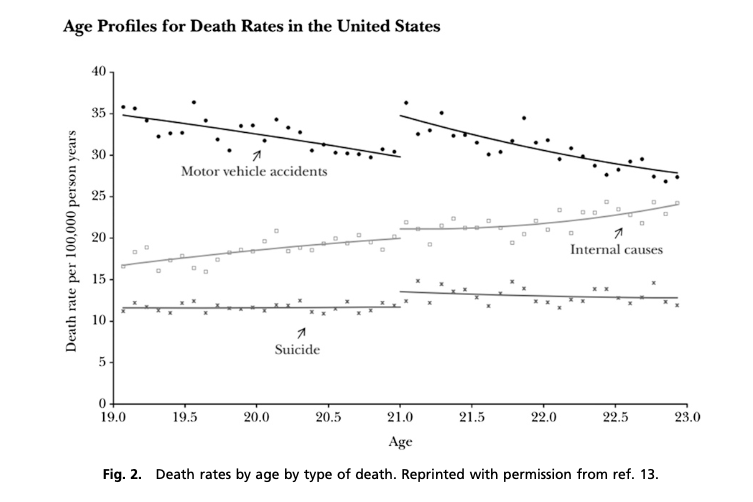 Age Profiles for Death Rates in the United States
Death rate per 100,000 person years
40
35
30
25
20
15
10
5
0
Motor vehicle accidents
Internal causes
Suicide
19.0 19.5 20.0 20.5 21.0 21.5 22.0 22.5 23.0
Age
Fig. 2. Death rates by age by type of death. Reprinted with permission from ref. 13.